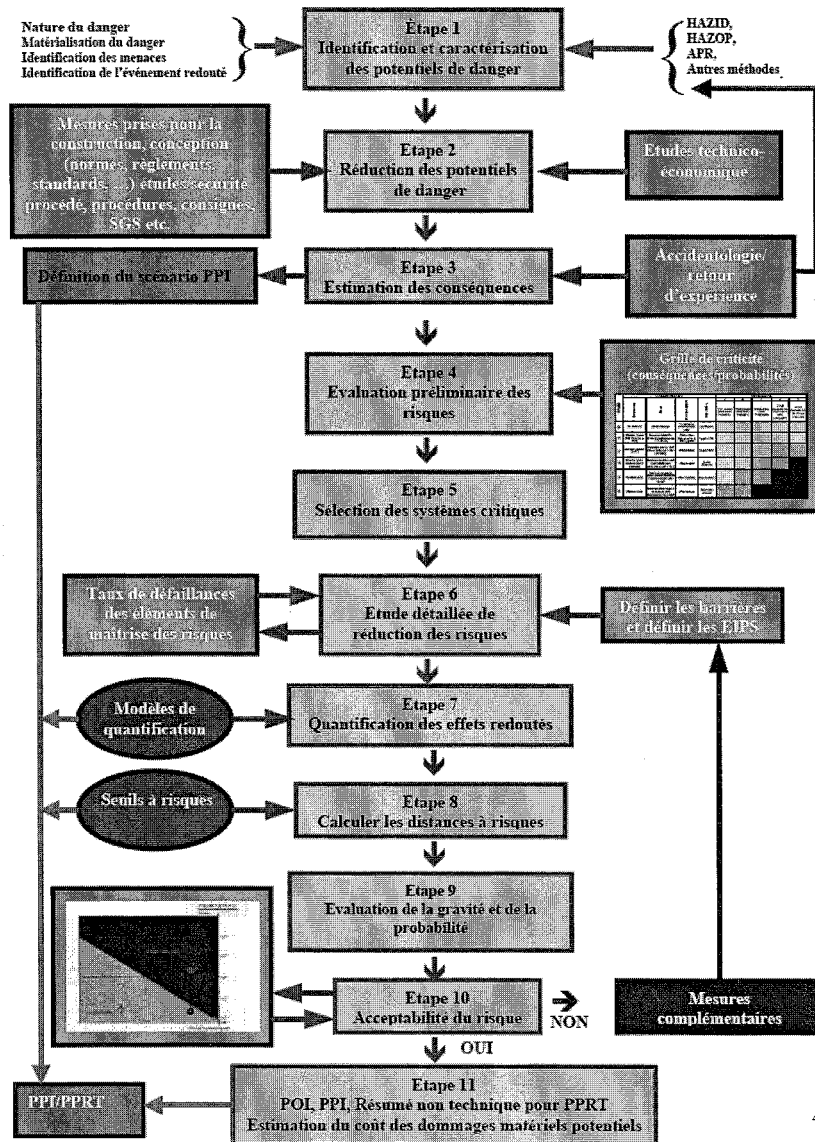 Nature du danger
Matérialisation du danger
Identification des menaces
Identification de l'événement redouté
Étape 1
Identification et caractérisation
des potentiels de danger
HAZID,
HAZOP,
APR,
Autres méthodes
Mesures prises pour la
construction, conception
(normes, règlements,
standards, …) études sécurité
procédé, procédures, consignes,
SGS etc.
Etape 2
Réduction des potentiels
de danger
Etudes technico-
économique
Définition du scénario PPI
Etape 3
Estimation des conséquences
Accidentologie/
retour
d'expérience
Etape 4
Evaluation préliminaire des
risques
Grille de criticité
(conséquences/probabilités)
Etape 5
Sélection des systèmes critiques
Taux de défaillances
des éléments de
maîtrise des risques
Etape 6
Etude détaillée de
réduction des risques
Définir les barrières
et définir les EIPS
Modèles de
quantification
Etape 7
Quantification des effets redoutés
Seuils à risques
Etape 8
Calculer les distances à risques
Etape 9
Evaluation de la gravité et de la
probabilité
Etape 10
Acceptabilité du risque
NON
Mesures
complémentaires
OUI
PPI/PPRT
Etape 11
POI, PPI, Résumé non technique pour PPRT
Estimation du coût des dommages matériels potentiels
4